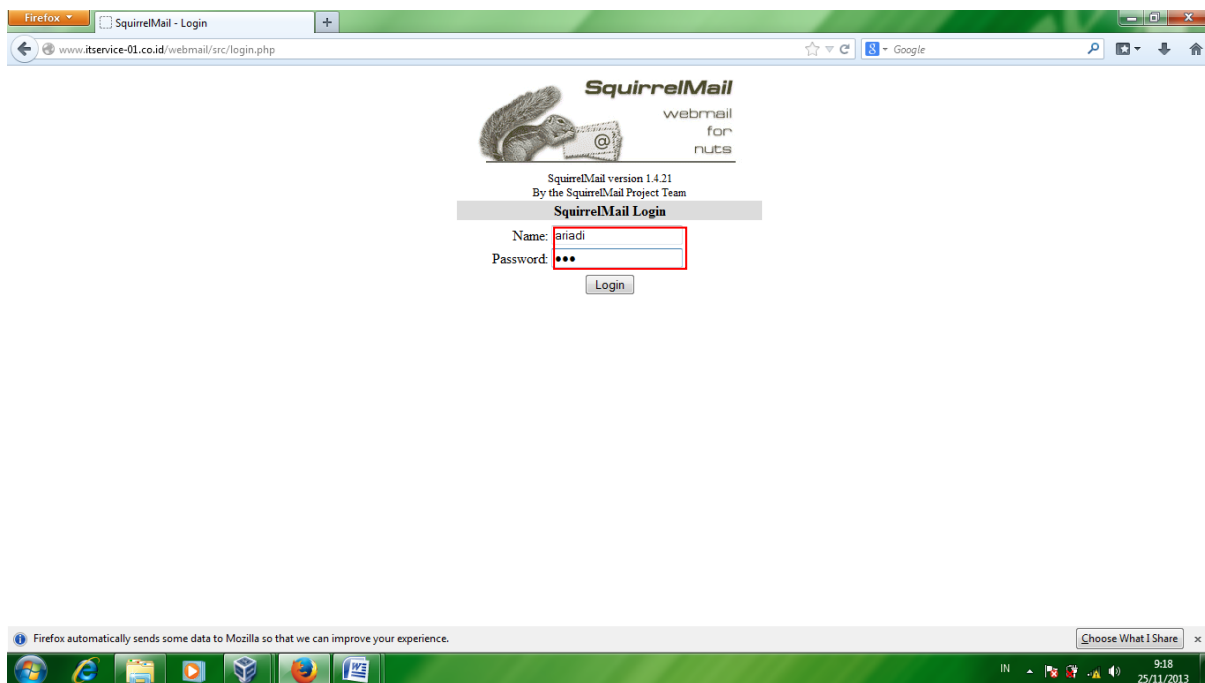 Firefox
SquirrelMail - Login
www.itservice-01.co.id/webmail/src/login.php
Google
SquirrelMail
webmail
for
nuts
@
SquirrelMail version 1.4.21
By the SquirrelMail Project Team
SquirrelMail Login
Name: ariadi
Password: •••
Login
Firefox automatically sends some data to Mozilla so that we can improve your experience.
Choose What I Share
IN
9:18
25/11/2013